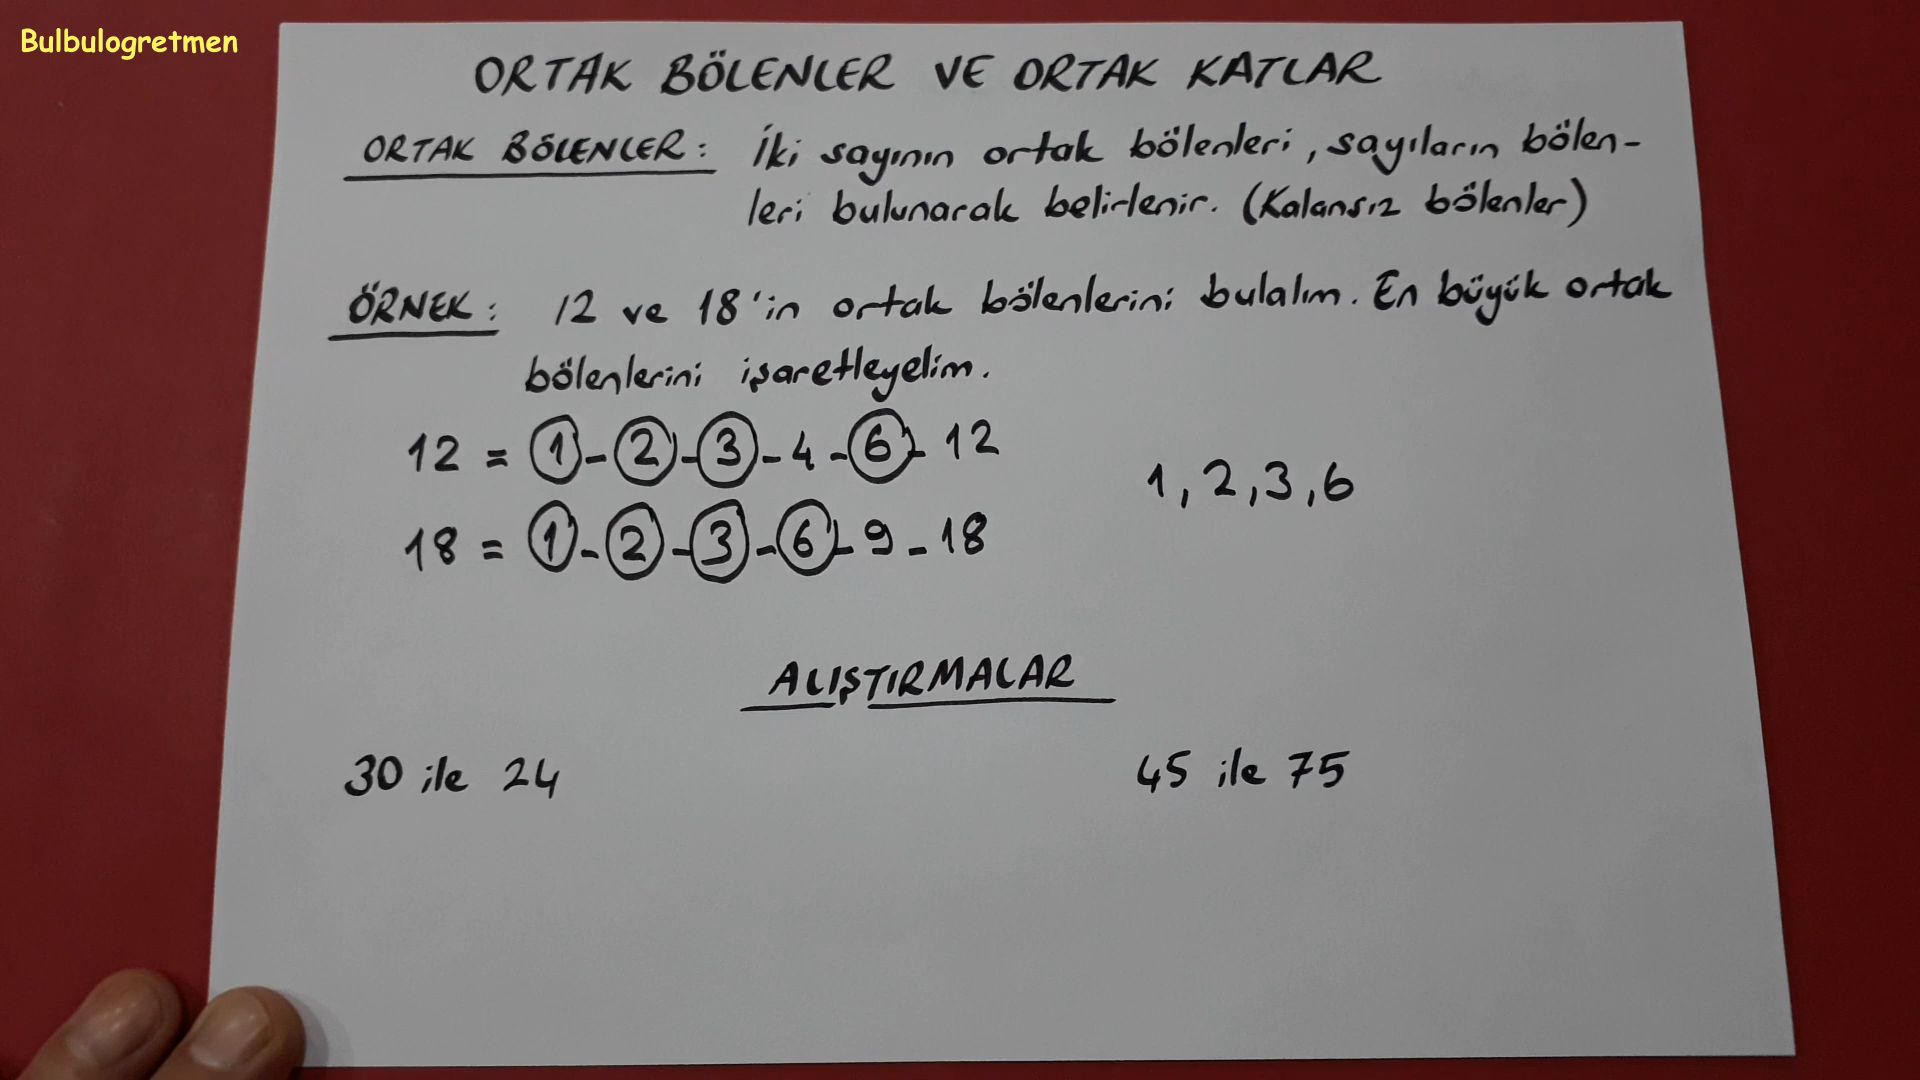 Bulbulogretmen
ORTAK BÖLENLER VE ORTAK KATLAR
ORTAK BÖLENLER: İki sayının ortak bölenleri, sayıların bölen-
leri bulunarak belirlenir. (Kalansız bölenler)
ÖRNEK: 12 ve 18'in ortak bölenlerini bulalım. En büyük ortak
bölenlerini işaretleyelim.
12 = 1 - 2 - 3 - 4 - 6 - 12
1, 2, 3, 6
18 = 1 - 2 - 3 - 6 - 9 - 18
ALIŞTIRMALAR
30 ile 24
45 ile 75